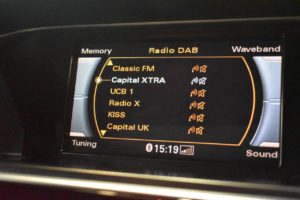 Radio DAB
Memory
Waveband
Classic FM
Capital XTRA
UCB 1
Radio X
KISS
Capital UK
Tuning
15:19
Sound